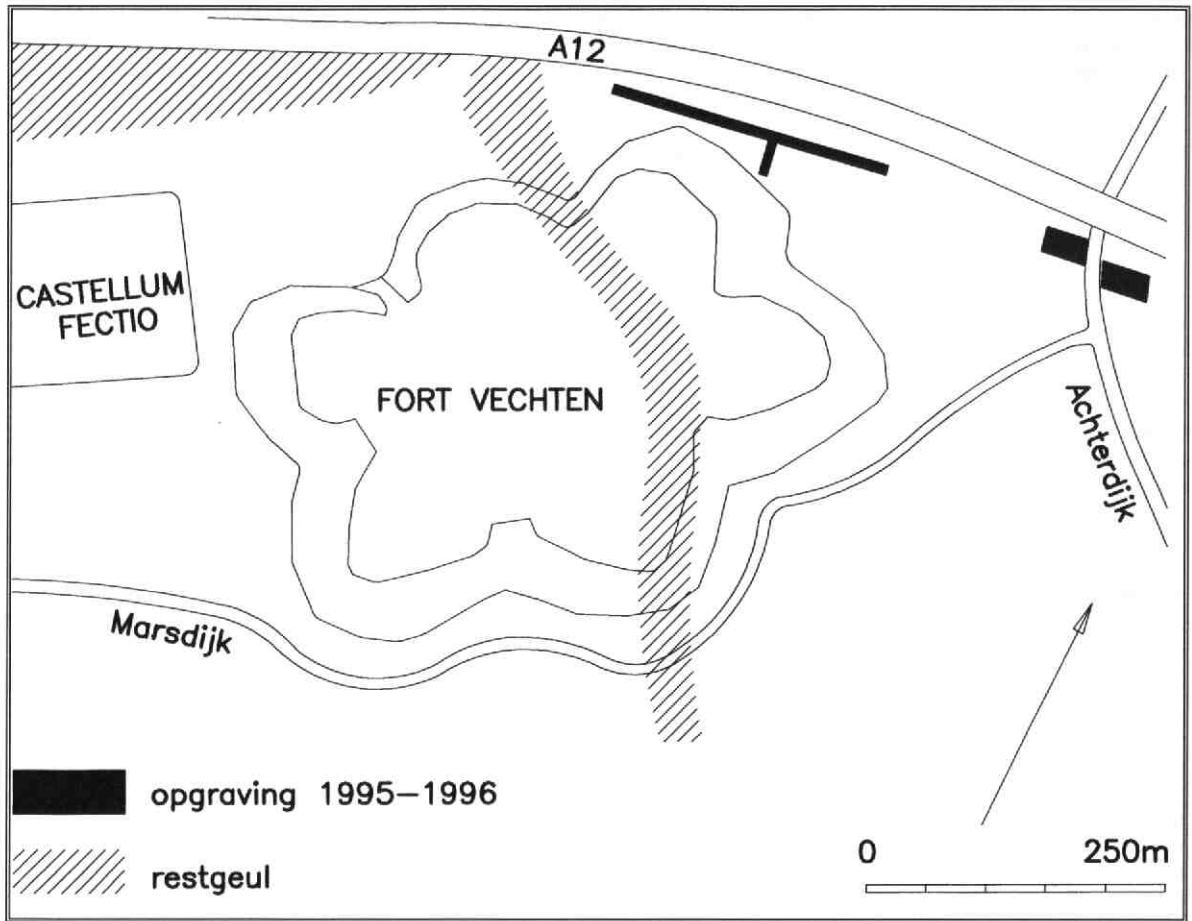 A12
CASTELLUM
FECTIO
FORT VECHTEN
Achterdijk
Marsdijk
opgraving 1995–1996
restgeul
0 250m